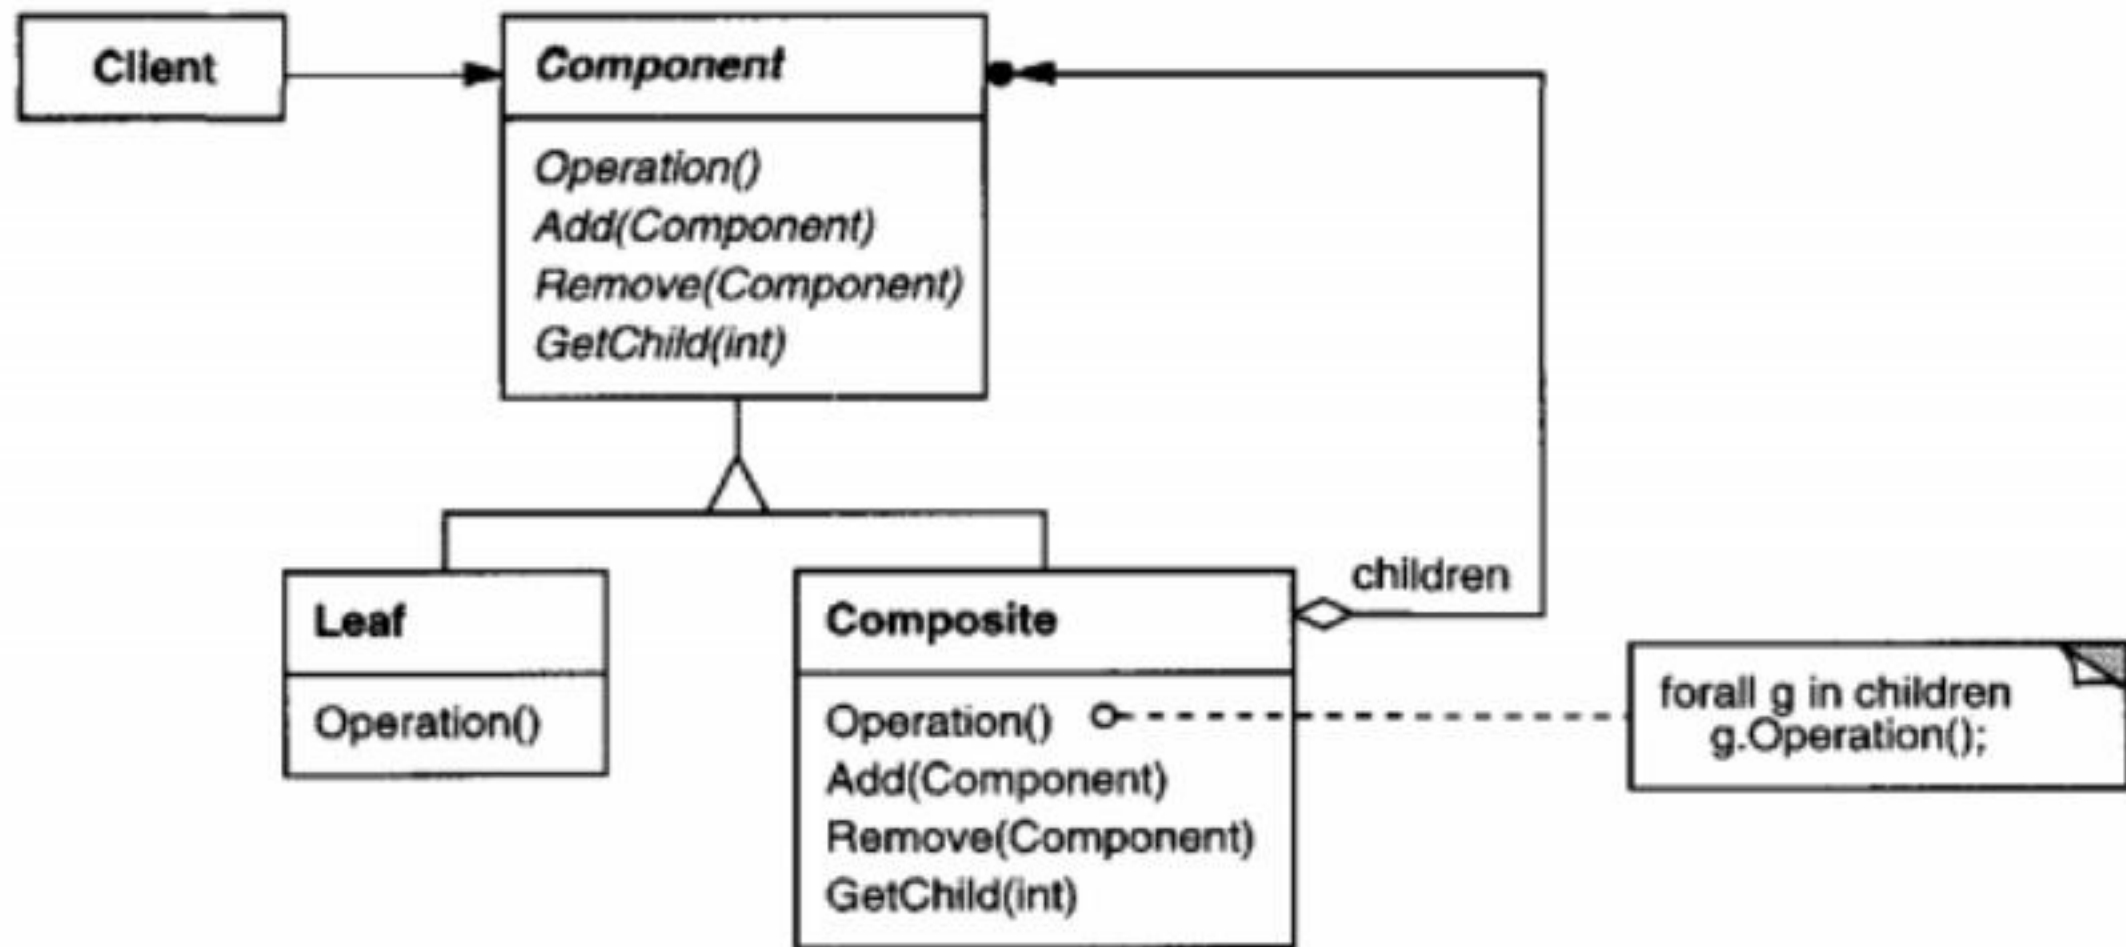 Client
Component
Operation()
Add(Component)
Remove(Component)
GetChild(int)
Leaf
Operation()
Composite
Operation()
Add(Component)
Remove(Component)
GetChild(int)
children
forall g in children
g.Operation();